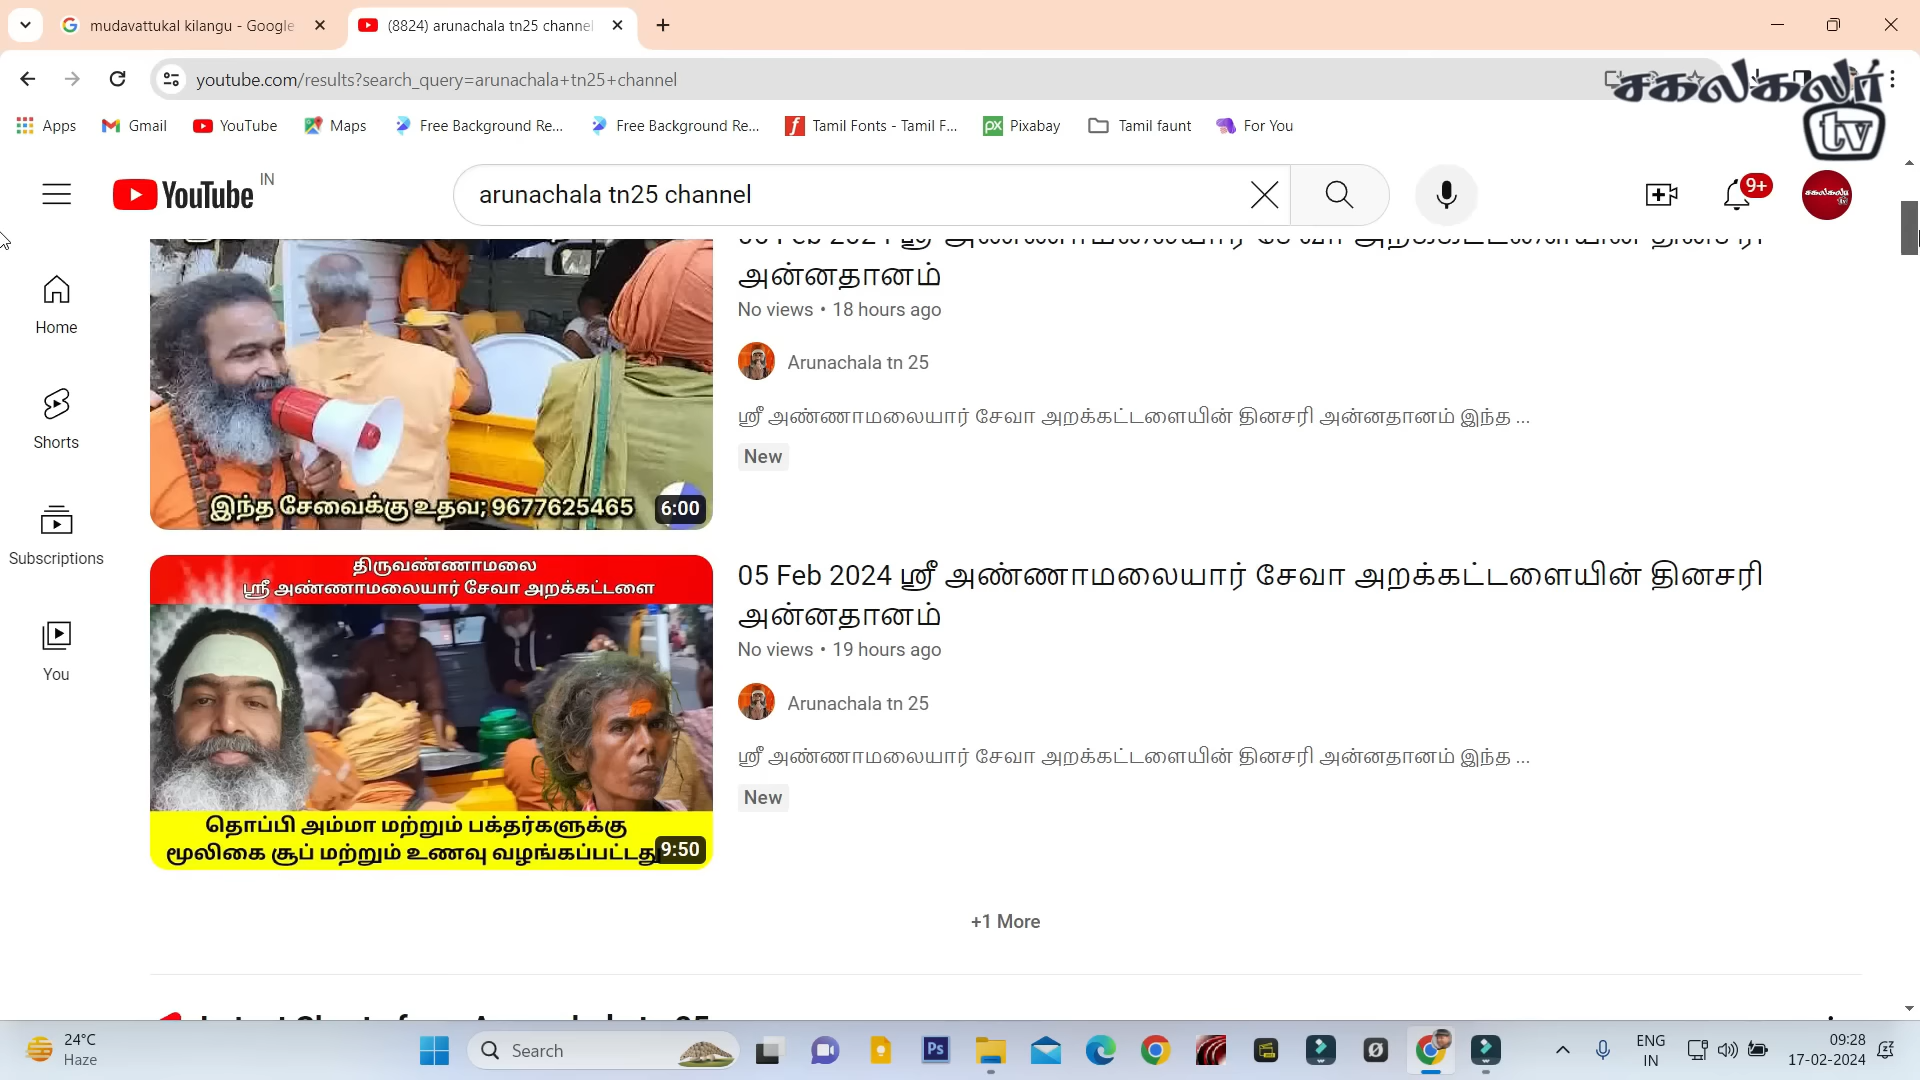 mudavattukal kilangu - Google
(8824) arunachala tn25 channel
youtube.com/results?search_query=arunachala+tn25+channel
சகலகலா tv
Apps Gmail YouTube Maps Free Background Re... Free Background Re... Tamil Fonts - Tamil F... Pixabay Tamil faunt For You
YouTube IN
arunachala tn25 channel
9+
Home
Shorts
Subscriptions
You
இந்த சேவைக்கு உதவ; 9677625465
6:00
அன்னதானம்
No views • 18 hours ago
Arunachala tn 25
ஸ்ரீ அண்ணாமலையார் சேவா அறக்கட்டளையின் தினசரி அன்னதானம் இந்த ...
New
திருவண்ணாமலை
ஸ்ரீ அண்ணாமலையார் சேவா அறக்கட்டளை
தொப்பி அம்மா மற்றும் பக்தர்களுக்கு
மூலிகை சூப் மற்றும் உணவு வழங்கப்பட்டது
9:50
05 Feb 2024 ஸ்ரீ அண்ணாமலையார் சேவா அறக்கட்டளையின் தினசரி
அன்னதானம்
No views • 19 hours ago
Arunachala tn 25
ஸ்ரீ அண்ணாமலையார் சேவா அறக்கட்டளையின் தினசரி அன்னதானம் இந்த ...
New
+1 More
24°C
Haze
Search
Ps
ENG
IN
09:28
17-02-2024